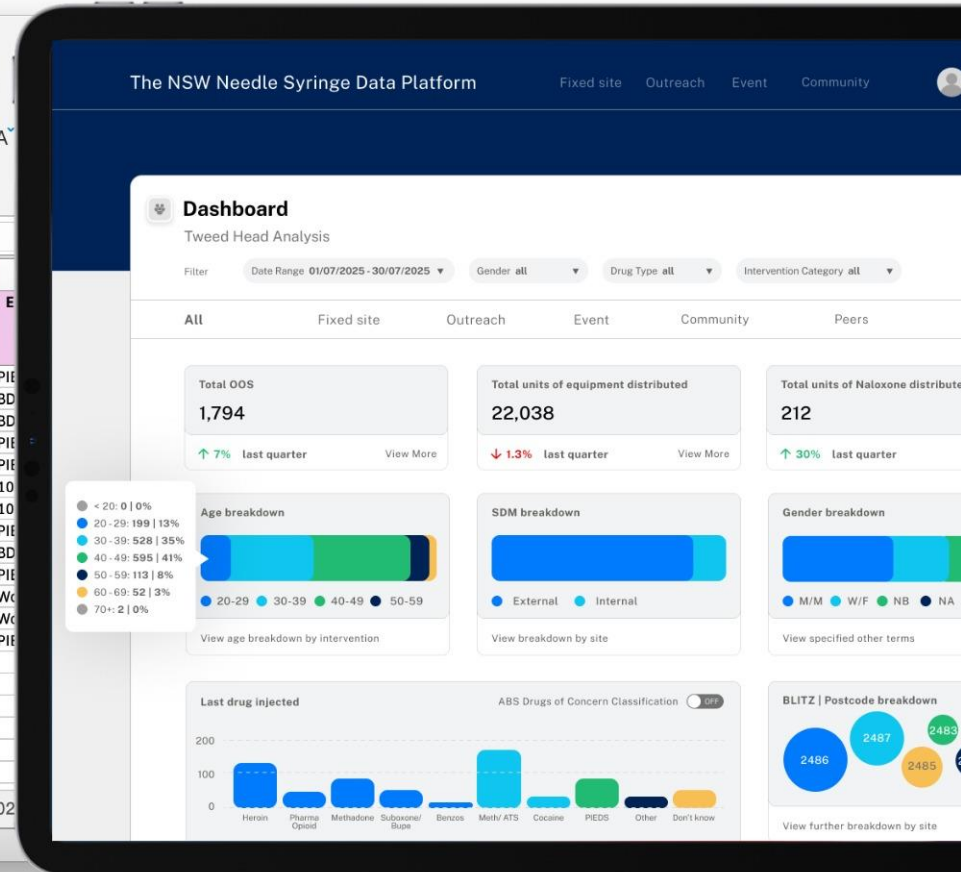 The NSW Needle Syringe Data Platform
Fixed site Outreach Event Community
Dashboard
Tweed Head Analysis
Filter Date Range 01/07/2025 - 30/07/2025 ▼ Gender all ▼ Drug Type all ▼ Intervention Category all ▼
All Fixed site Outreach Event Community Peers
Total OOS
1,794
↑ 7% last quarter View More
Total units of equipment distributed
22,038
↓ 1.3% last quarter View More
Total units of Naloxone distribute
212
↑ 30% last quarter
< 20: 0 | 0%
20 - 29: 199 | 13%
30 - 39: 528 | 35%
40 - 49: 595 | 41%
50 - 59: 113 | 8%
60 - 69: 52 | 3%
70+: 2 | 0%
Age breakdown
20-29 30-39 40-49 50-59
View age breakdown by intervention
SDM breakdown
External Internal
View breakdown by site
Gender breakdown
M/M W/F NB NA
View specified other terms
Last drug injected ABS Drugs of Concern Classification OFF
200
100
0
Heroin Pharma Opioid Methadone Suboxone/ Bupe Benzos Meth/ ATS Cocaine PIEDS Other Don't know
BLITZ | Postcode breakdown
2486 2487 2483 2485
View further breakdown by site